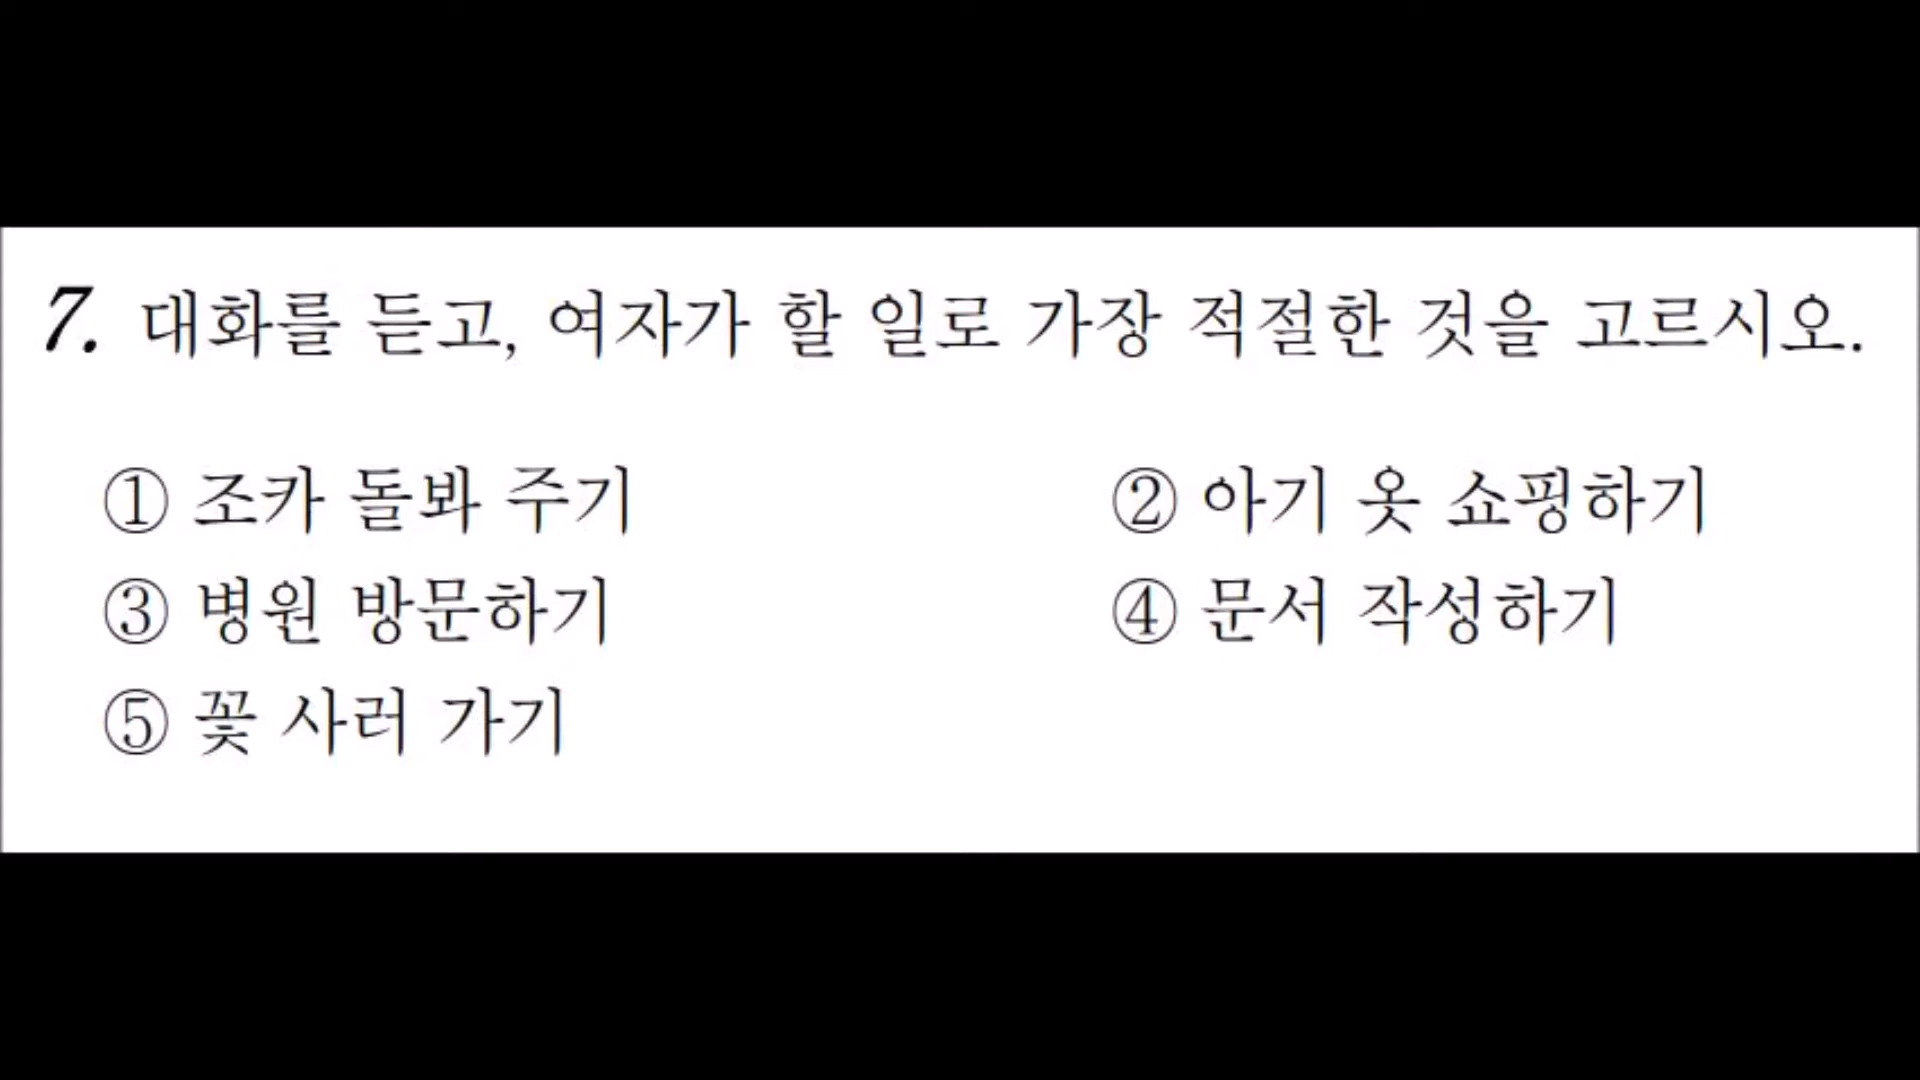 7. 대화를 듣고, 여자가 할 일로 가장 적절한 것을 고르시오.
① 조카 돌봐 주기 ② 아기 옷 쇼핑하기
③ 병원 방문하기 ④ 문서 작성하기
⑤ 꽃 사러 가기